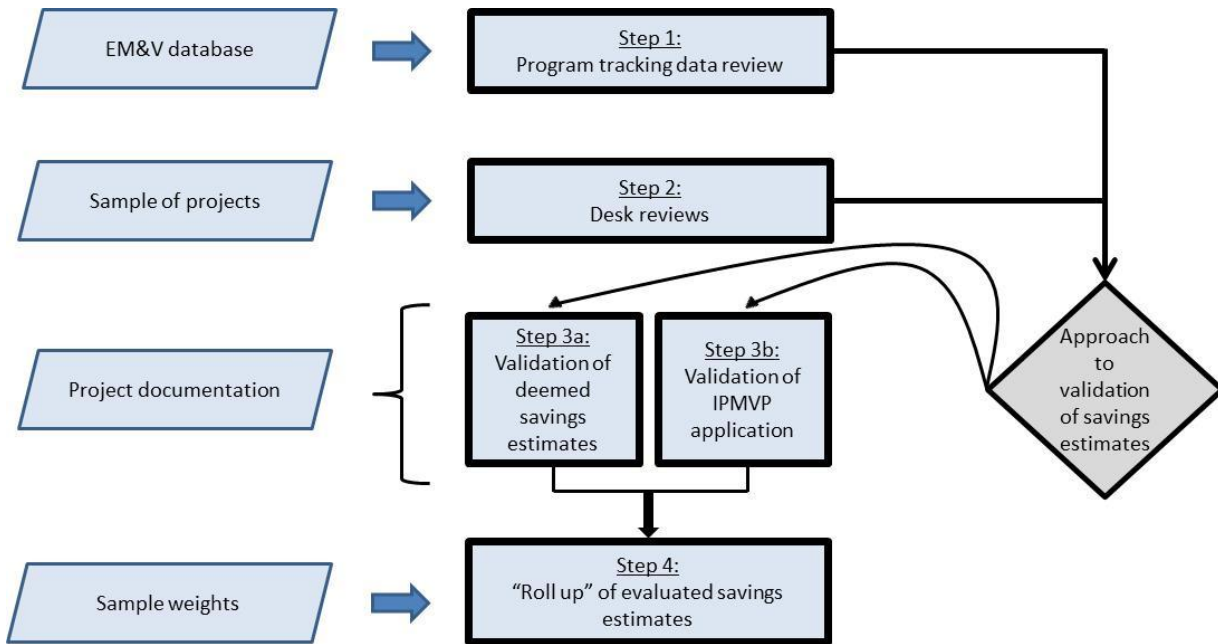 EM&V database
Step 1:
Program tracking data review
Sample of projects
Step 2:
Desk reviews
Project documentation
Step 3a:
Validation of
deemed
savings
estimates
Step 3b:
Validation of
IPMVP
application
Approach
to
validation
of savings
estimates
Sample weights
Step 4:
“Roll up” of evaluated savings
estimates